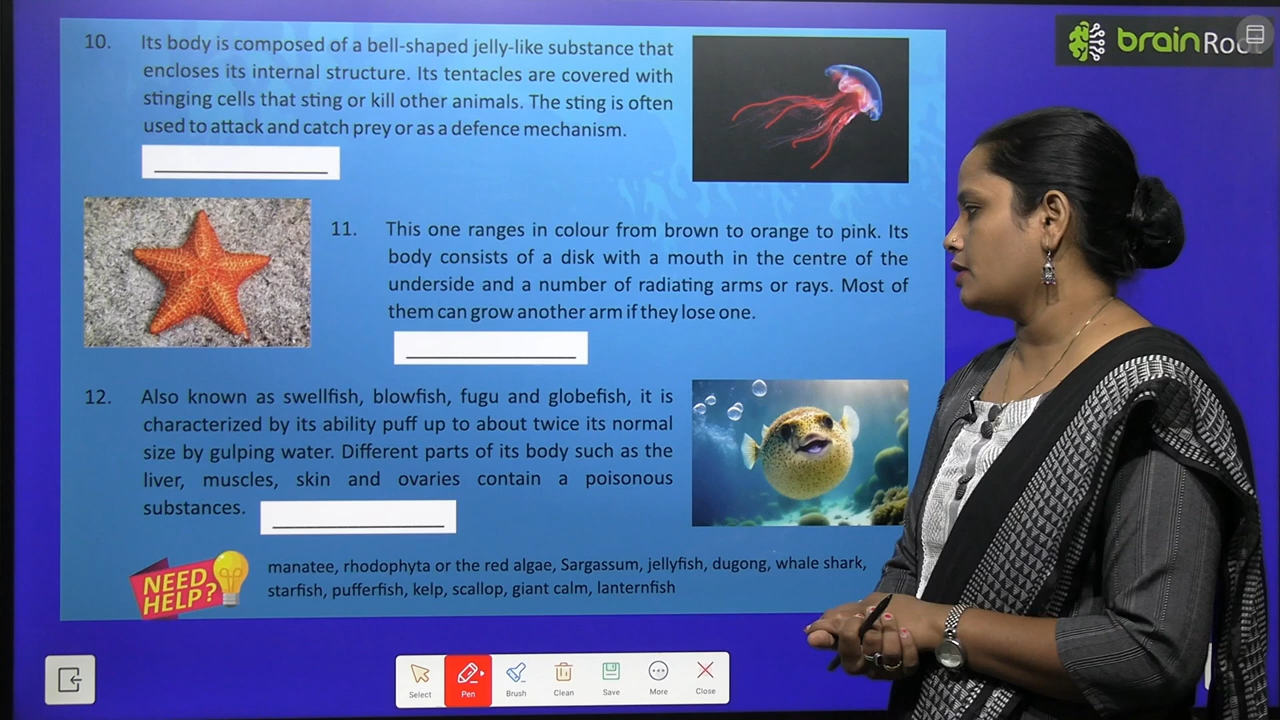 10. Its body is composed of a bell-shaped jelly-like substance that
encloses its internal structure. Its tentacles are covered with
stinging cells that sting or kill other animals. The sting is often
used to attack and catch prey or as a defence mechanism.
11. This one ranges in colour from brown to orange to pink. Its
body consists of a disk with a mouth in the centre of the
underside and a number of radiating arms or rays. Most of
them can grow another arm if they lose one.
12. Also known as swellfish, blowfish, fugu and globefish, it is
characterized by its ability puff up to about twice its normal
size by gulping water. Different parts of its body such as the
liver, muscles, skin and ovaries contain a poisonous
substances.
NEED
HELP?
manatee, rhodophyta or the red algae, Sargassum, jellyfish, dugong, whale shark,
starfish, pufferfish, kelp, scallop, giant calm, lanternfish
Select Pen Brush Clean Save More Close